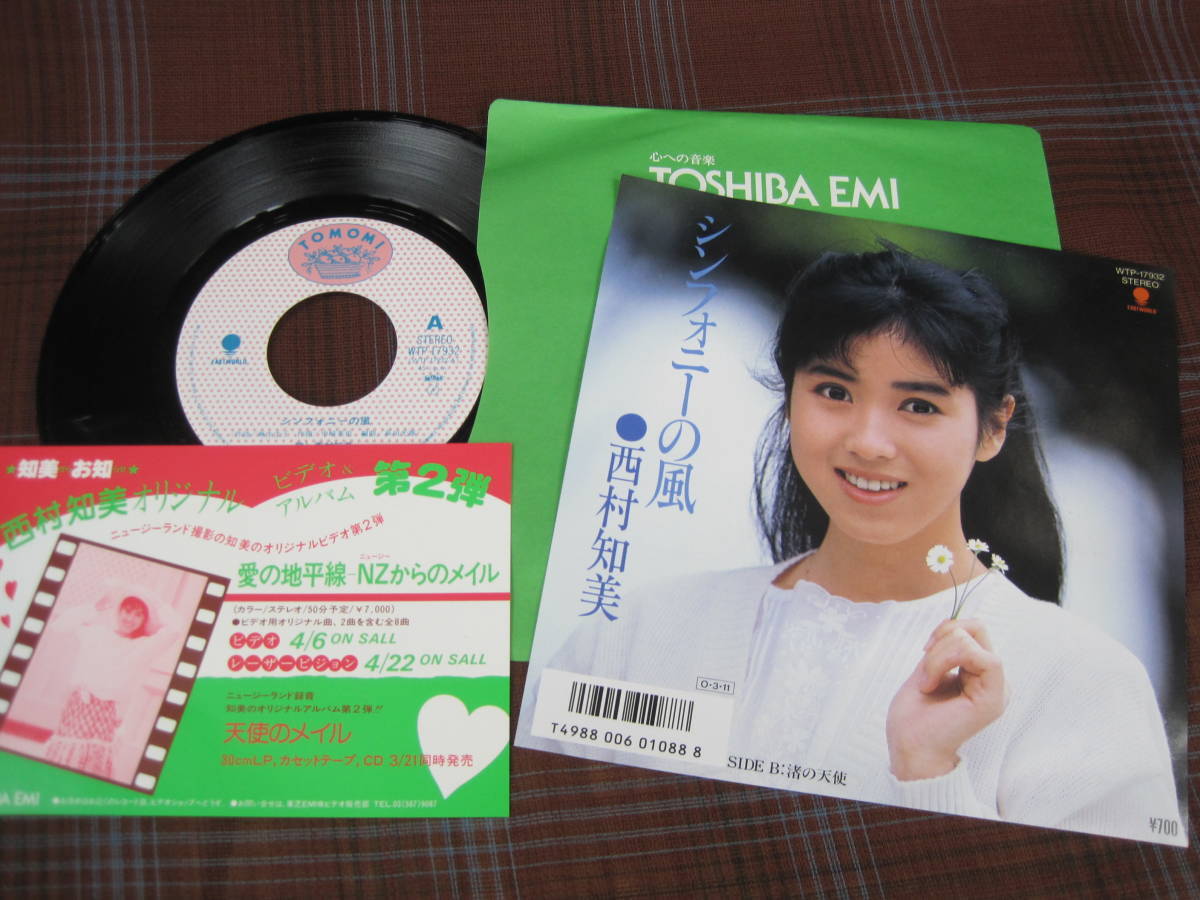 TOMOMI
A
STEREO
WTP-17932
EASTWORLD
シンフォニーの風
心への音楽
TOSHIBA EMI
シンフォニーの風
●西村知美
WTP-17932
STEREO
EASTWORLD
O・3・11
T4988 006 01088 8
SIDE B:渚の天使
¥700
★知美からお知らせ★
西村知美オリジナル
ビデオ&
アルバム
第2弾
ニュージーランド撮影の知美のオリジナルビデオ第2弾
ニュージー
愛の地平線-NZからのメイル
(カラー/ステレオ/50分予定/¥7,000)
●ビデオ用オリジナル曲、2曲を含む全8曲
ビデオ 4/6 ON SALL
レーザービジョン 4/22 ON SALL
ニュージーランド録音
知美のオリジナルアルバム第2弾!!
天使のメイル
30cmLP,カセットテープ,CD 3/21同時発売
BA EMI